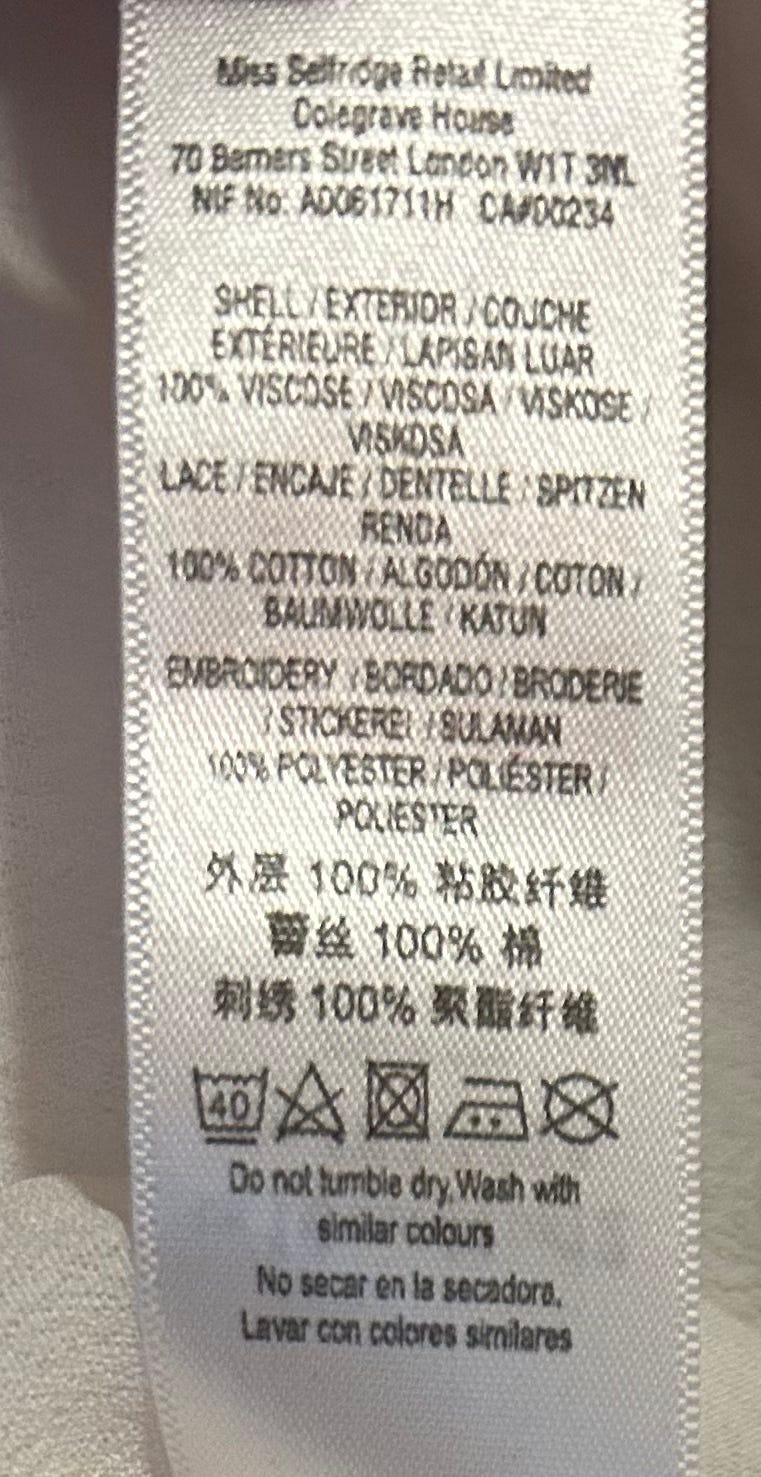 Miss Selfridge Retail Limited
Colegrave House
70 Berners Street London W1T 3NL
NIF No: A0061711H CA#00234
SHELL / EXTERIOR / COUCHE
EXTÉRIEURE / LAPISAN LUAR
100% VISCOSE / VISCOSA / VISKOSE /
VISKOSA
LACE / ENCAJE / DENTELLE / SPITZEN
RENDA
100% COTTON / ALGODÓN / COTON /
BAUMWOLLE / KATUN
EMBROIDERY / BORDADO / BRODERIE
/ STICKEREI / SULAMAN
100% POLYESTER / POLIÉSTER /
POLIESTER
外层 100% 粘胶纤维
蕾丝 100% 棉
刺绣 100% 聚酯纤维
40
Do not tumble dry, Wash with
similar colours
No secar en la secadora.
Lavar con colores similares